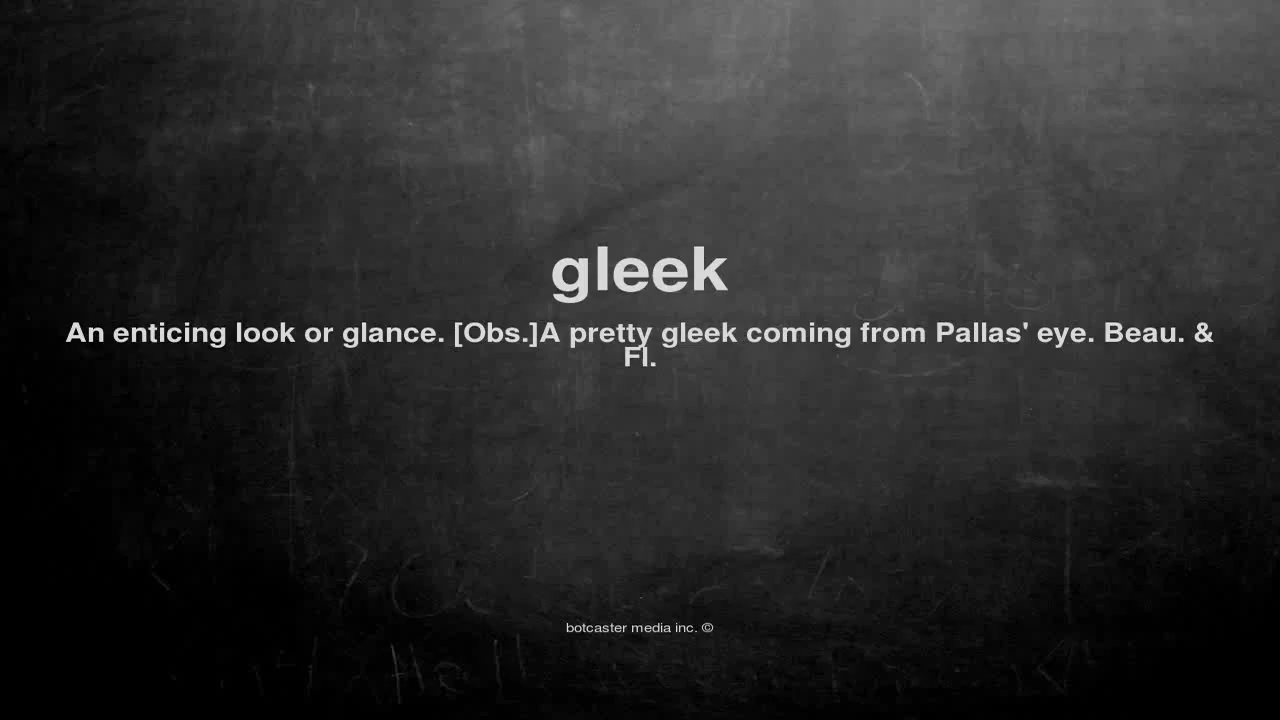 gleek
An enticing look or glance. [Obs.]A pretty gleek coming from Pallas' eye. Beau. &
Fl.
botcaster media inc. ©